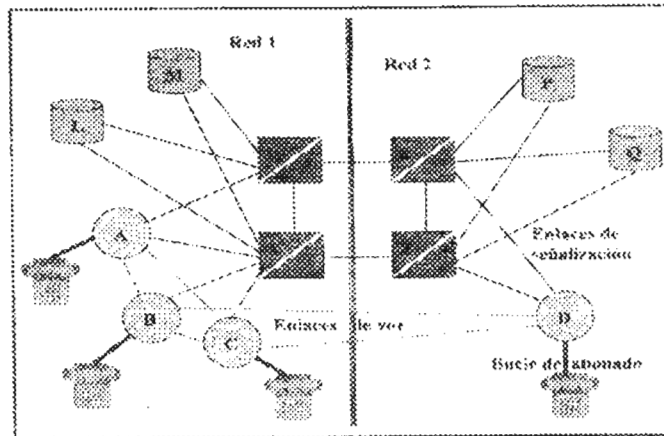 Red 1
Red 2
M
P
L
Q
A
Enlaces de
señalización
B
Enlaces de voz
C
D
Bucle de abonado